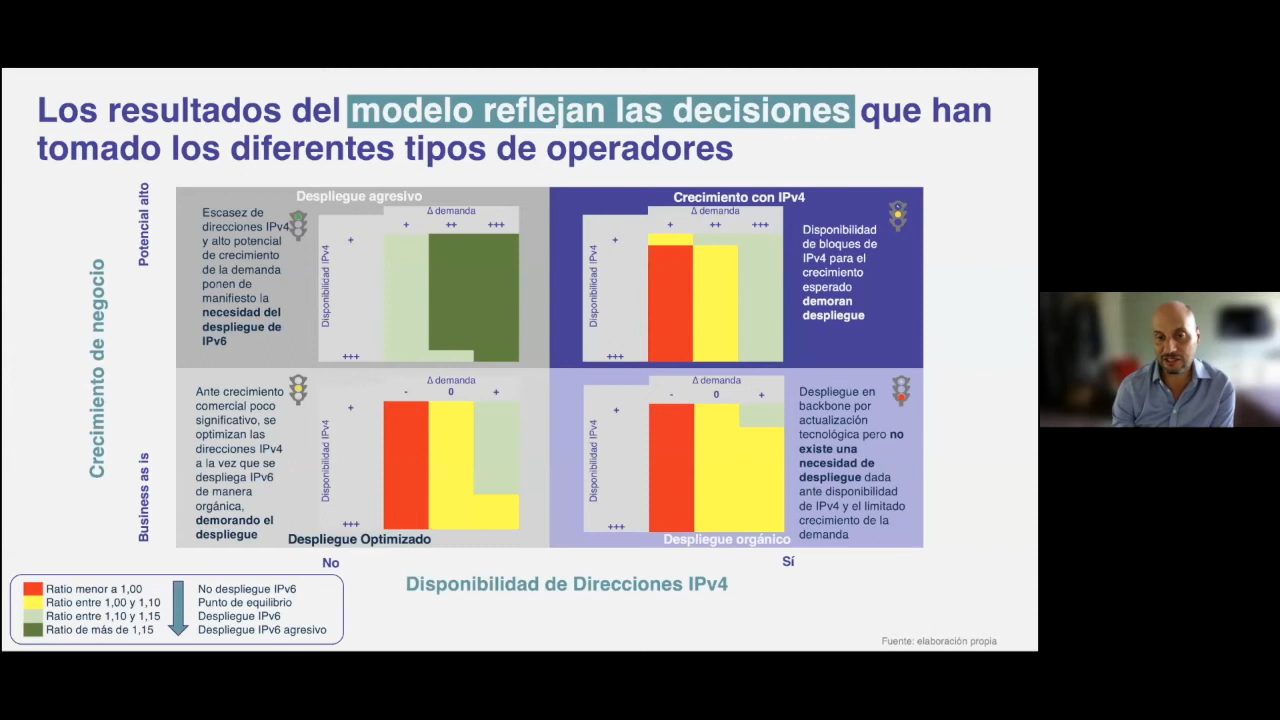 Los resultados del modelo reflejan las decisiones que han
tomado los diferentes tipos de operadores
Crecimiento de negocio
Potencial alto
Business as is
Despliegue agresivo
Escasez de
direcciones IPv4
y alto potencial
de crecimiento
de la demanda
ponen de
manifiesto la
necesidad del
despliegue de
IPv6
Δ demanda
+ ++ +++
Disponibilidad IPv4
+
+++
Crecimiento con IPv4
Δ demanda
+ ++ +++
Disponibilidad IPv4
+
+++
Disponibilidad
de bloques de
IPv4 para el
crecimiento
esperado
demoran
despliegue
Ante crecimiento
comercial poco
significativo, se
optimizan las
direcciones IPv4
a la vez que se
despliega IPv6
de manera
orgánica,
demorando el
despliegue
Δ demanda
- 0 +
Disponibilidad IPv4
+
+++
Despliegue Optimizado
Δ demanda
- 0 +
Disponibilidad IPv4
+
+++
Despliegue orgánico
Despliegue en
backbone por
actualización
tecnológica pero no
existe una
necesidad de
despliegue dada
ante disponibilidad
de IPv4 y el limitado
crecimiento de la
demanda
No
Sí
Disponibilidad de Direcciones IPv4
Ratio menor a 1,00 No despliegue IPv6
Ratio entre 1,00 y 1,10 Punto de equilibrio
Ratio entre 1,10 y 1,15 Despliegue IPv6
Ratio de más de 1,15 Despliegue IPv6 agresivo
Fuente: elaboración propia